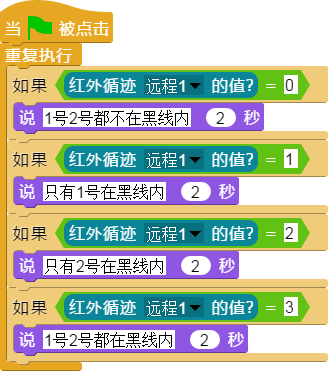 当 被点击
重复执行
如果 红外循迹 远程1 的值? = 0
说 1号2号都不在黑线内 2 秒
如果 红外循迹 远程1 的值? = 1
说 只有1号在黑线内 2 秒
如果 红外循迹 远程1 的值? = 2
说 只有2号在黑线内 2 秒
如果 红外循迹 远程1 的值? = 3
说 1号2号都在黑线内 2 秒